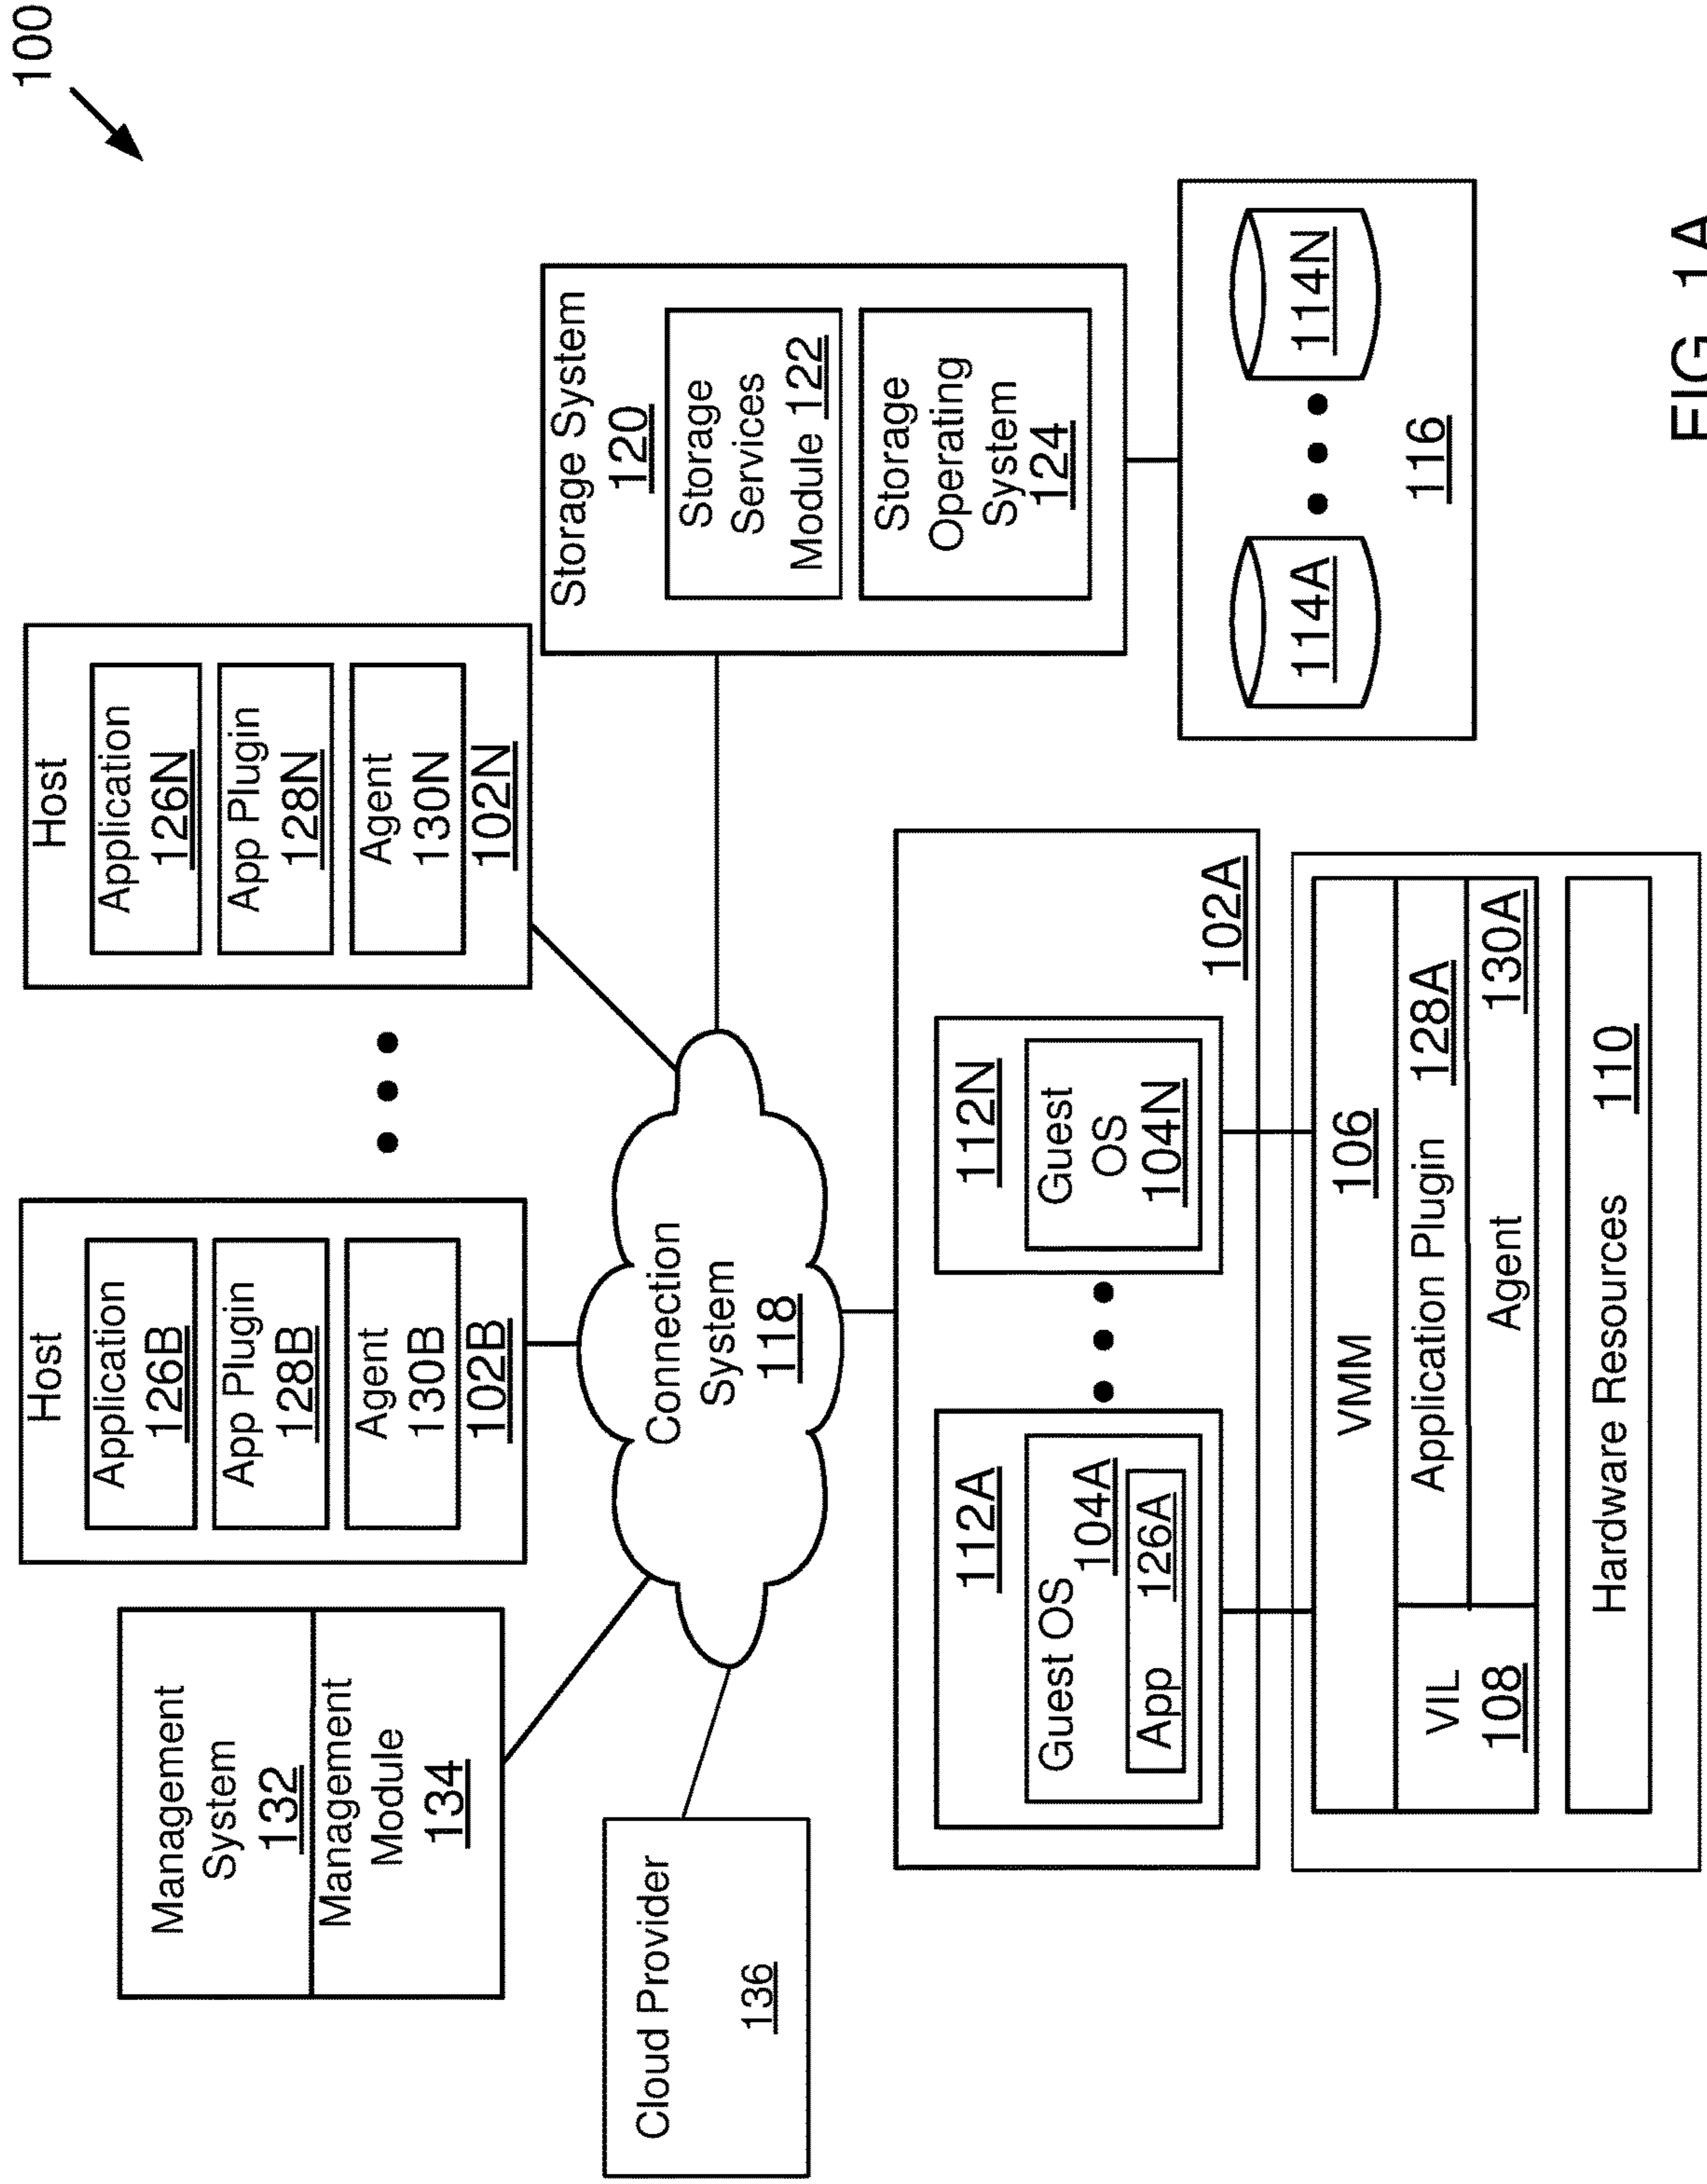 100
Management
System
132
Management
Module
134
Host
Application
126B
App Plugin
128B
Agent
130B
102B
Host
Application
126N
App Plugin
128N
Agent
130N
102N
Cloud Provider
136
Connection
System
118
Storage System
120
Storage
Services
Module 122
Storage
Operating
System
124
114A
114N
116
112A
Guest OS
104A
App 126A
112N
Guest
OS
104N
102A
VMM 106
VIL
108
Application Plugin 128A
Agent 130A
Hardware Resources 110
FIG. 1A